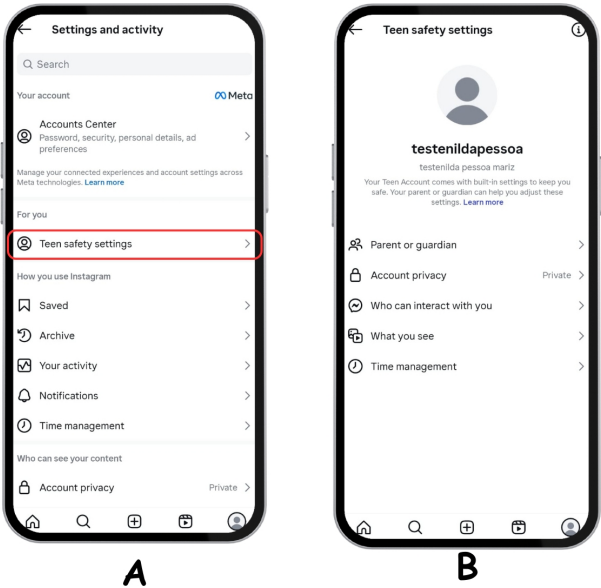 Settings and activity
Search
Your account
Meta
Accounts Center
Password, security, personal details, ad
preferences
Manage your connected experiences and account settings across
Meta technologies. Learn more
For you
Teen safety settings
How you use Instagram
Saved
Archive
Your activity
Notifications
Time management
Who can see your content
Account privacy Private
A
Teen safety settings
testenildapessoa
testenilda pessoa mariz
Your Teen Account comes with built-in settings to keep you
safe. Your parent or guardian can help you adjust these
settings. Learn more
Parent or guardian
Account privacy Private
Who can interact with you
What you see
Time management
B